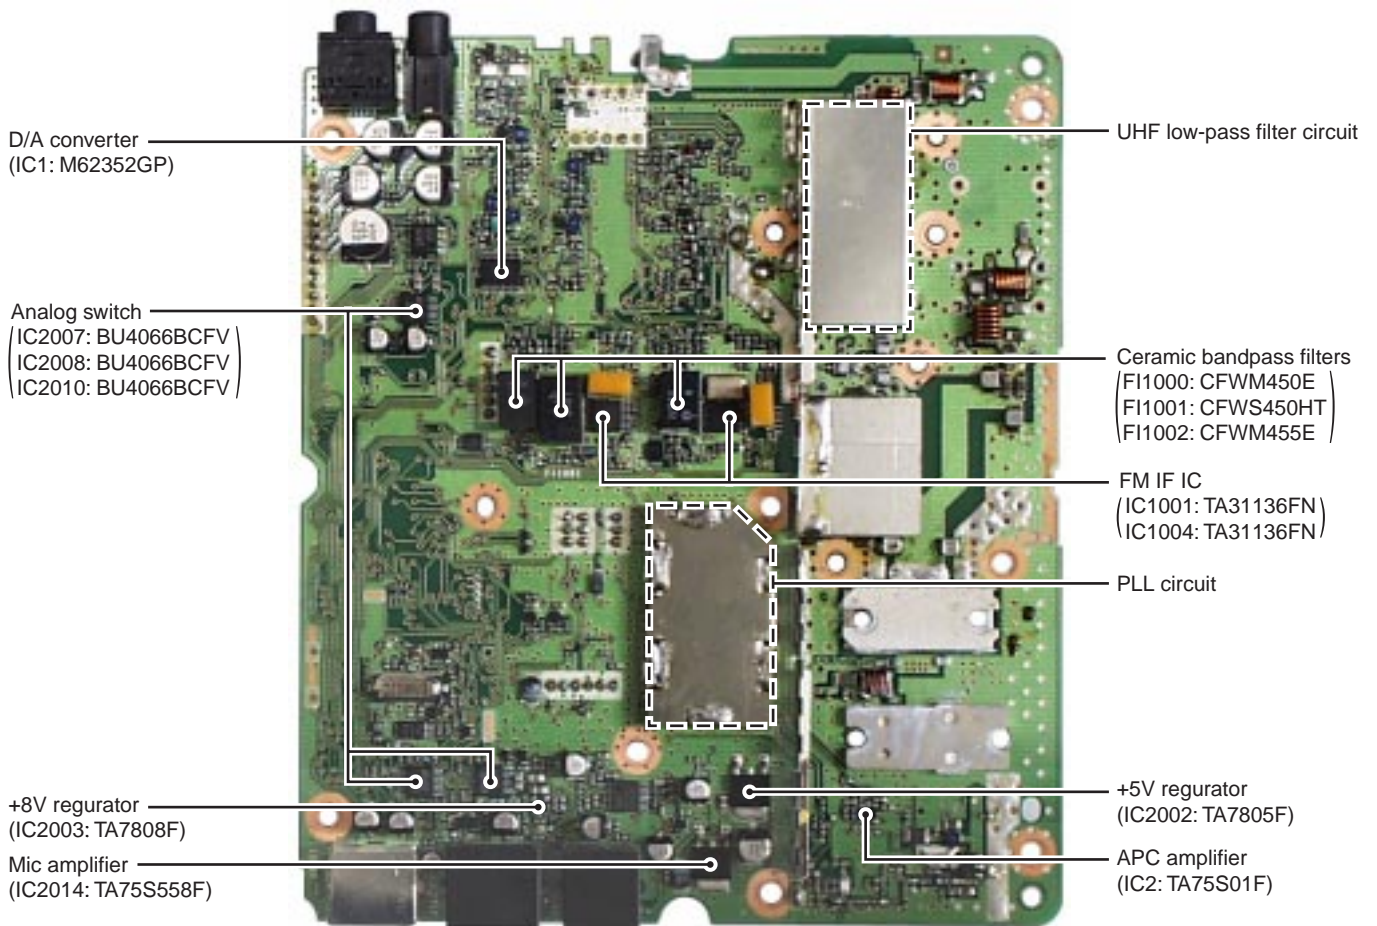 D/A converter
(IC1: M62352GP)
Analog switch
(IC2007: BU4066BCFV
IC2008: BU4066BCFV
IC2010: BU4066BCFV)
+8V regurator
(IC2003: TA7808F)
Mic amplifier
(IC2014: TA75S558F)
UHF low-pass filter circuit
Ceramic bandpass filters
(FI1000: CFWM450E
FI1001: CFWS450HT
FI1002: CFWM455E)
FM IF IC
(IC1001: TA31136FN
IC1004: TA31136FN)
PLL circuit
+5V regurator
(IC2002: TA7805F)
APC amplifier
(IC2: TA75S01F)